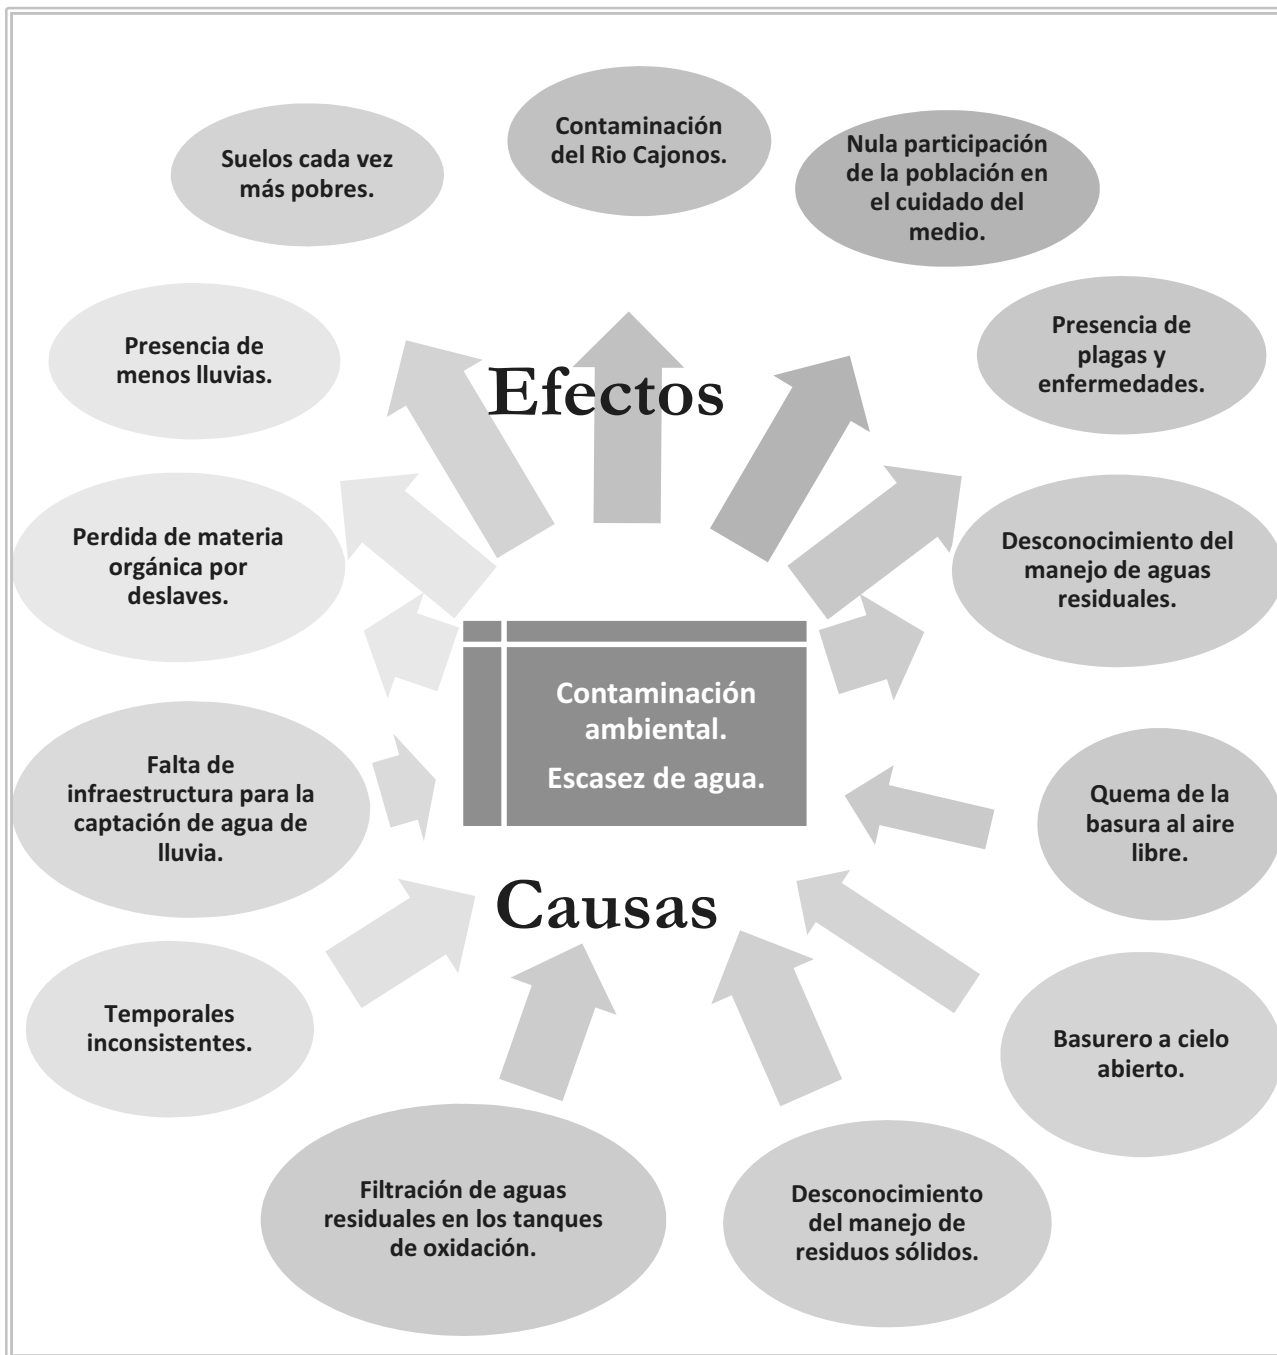 Contaminación
del Rio Cajonos.
Suelos cada vez
más pobres.
Nula participación
de la población en
el cuidado del
medio.
Presencia de
menos lluvias.
Presencia de
plagas y
enfermedades.
Efectos
Perdida de materia
orgánica por
deslaves.
Desconocimiento del
manejo de aguas
residuales.
Contaminación
ambiental.
Escasez de agua.
Falta de
infraestructura para la
captación de agua de
lluvia.
Quema de la
basura al aire
libre.
Causas
Temporales
inconsistentes.
Basurero a cielo
abierto.
Filtración de aguas
residuales en los tanques
de oxidación.
Desconocimiento
del manejo de
residuos sólidos.